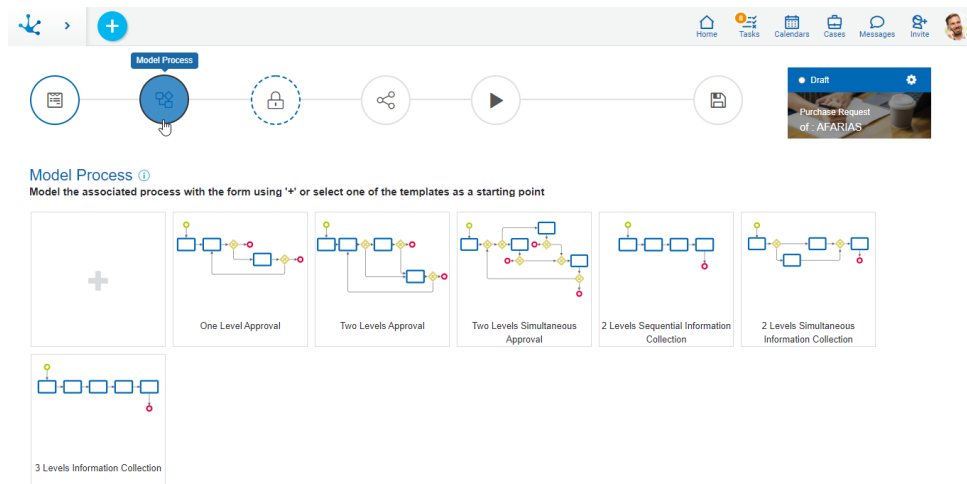 8
Home Tasks Calendars Cases Messages Invite
Model Process
Draft
Purchase Request
of : AFARIAS
Model Process
Model the associated process with the form using '+' or select one of the templates as a starting point
One Level Approval
Two Levels Approval
Two Levels Simultaneous
Approval
2 Levels Sequential Information
Collection
2 Levels Simultaneous
Information Collection
3 Levels Information Collection